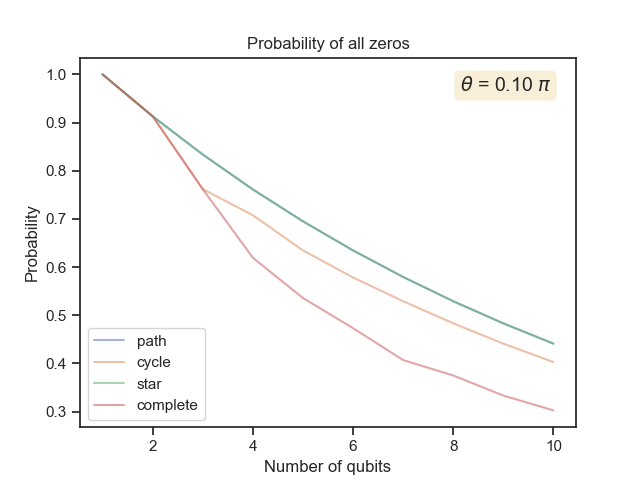 Probability of all zeros
θ = 0.10 π
Probability
1.0
0.9
0.8
0.7
0.6
0.5
0.4
0.3
path
cycle
star
complete
2
4
6
8
10
Number of qubits